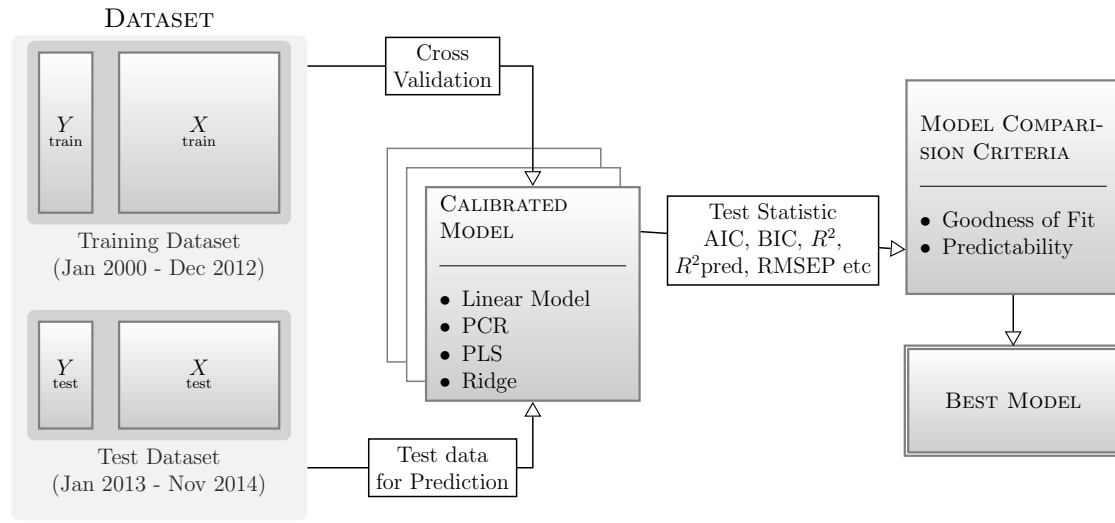 DATASET
Y
train
X
train
Training Dataset
(Jan 2000 - Dec 2012)
Y
test
X
test
Test Dataset
(Jan 2013 - Nov 2014)
Cross
Validation
CALIBRATED
MODEL
• Linear Model
• PCR
• PLS
• Ridge
Test data
for Prediction
Test Statistic
AIC, BIC, R²,
R²pred, RMSEP etc
MODEL COMPARI-
SION CRITERIA
• Goodness of Fit
• Predictability
BEST MODEL